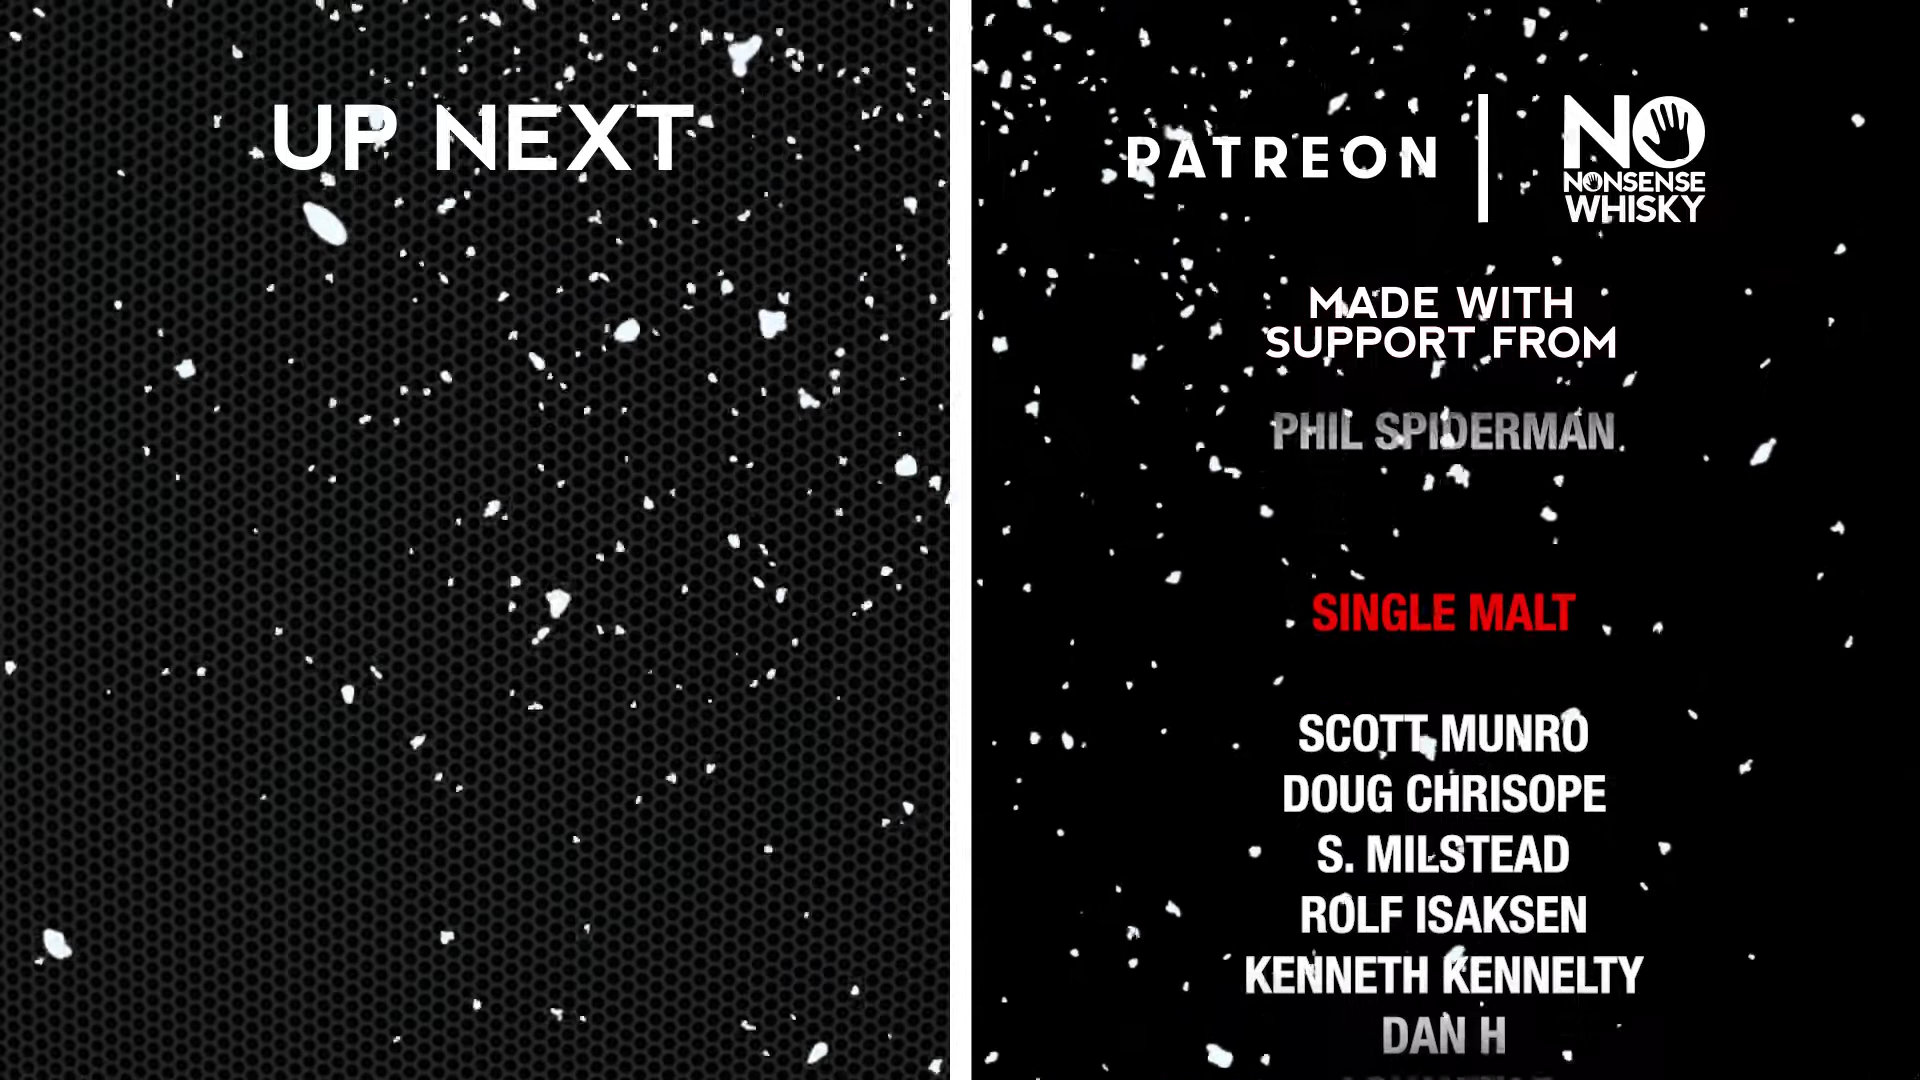 UP NEXT
PATREON
NO
NONSENSE
WHISKY
MADE WITH
SUPPORT FROM
PHIL SPIDERMAN
SINGLE MALT
SCOTT MUNRO
DOUG CHRISOPE
S. MILSTEAD
ROLF ISAKSEN
KENNETH KENNELTY
DAN H